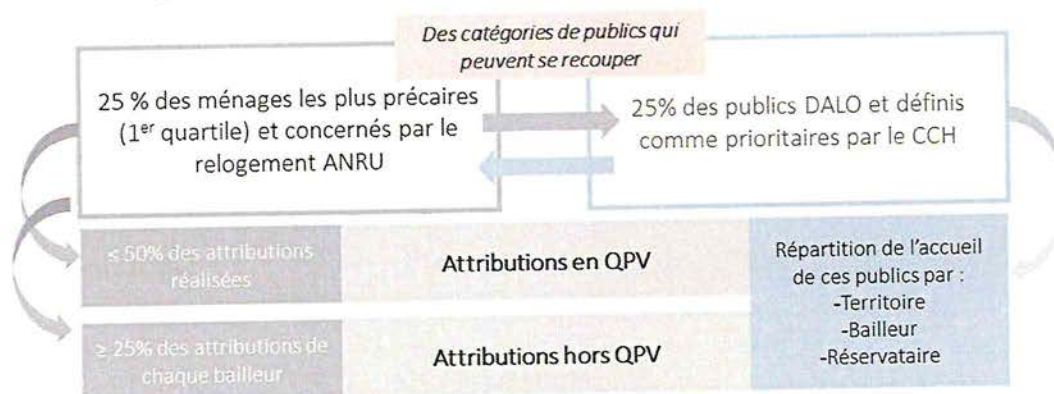 Des catégories de publics qui
peuvent se recouper
25 % des ménages les plus précaires
(1er quartile) et concernés par le
relogement ANRU
25% des publics DALO et définis
comme prioritaires par le CCH
≤ 50% des attributions
réalisées
Attributions en QPV
Répartition de l'accueil
de ces publics par :
-Territoire
-Bailleur
-Réservataire
≥ 25% des attributions de
chaque bailleur
Attributions hors QPV